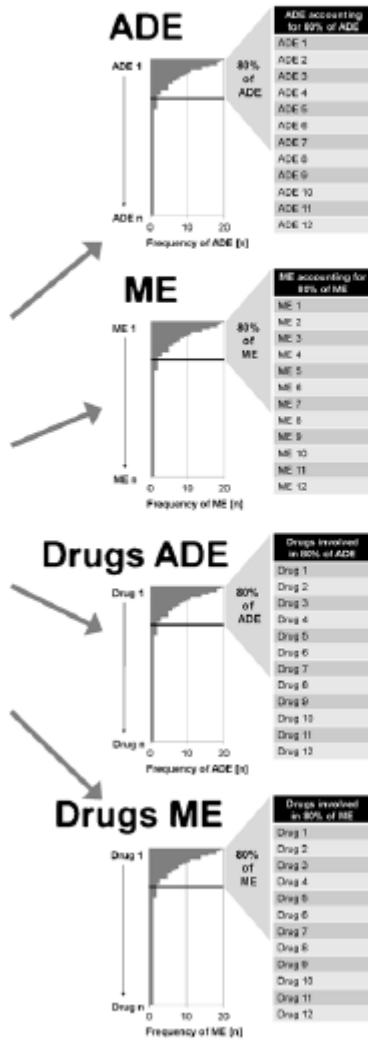 ADE
ADE 1
ADE n
80%
of
ADE
0 10 20
Frequency of ADE [n]
ADE accounting
for 80% of ADE
ADE 1
ADE 2
ADE 3
ADE 4
ADE 5
ADE 6
ADE 7
ADE 8
ADE 9
ADE 10
ADE 11
ADE 12
ME
ME 1
ME n
80%
of
ME
0 10 20
Frequency of ME [n]
ME accounting for
80% of ME
ME 1
ME 2
ME 3
ME 4
ME 5
ME 6
ME 7
ME 8
ME 9
ME 10
ME 11
ME 12
Drugs ADE
Drug 1
Drug n
80%
of
ADE
0 10 20
Frequency of ADE [n]
Drugs involved
in 80% of ADE
Drug 1
Drug 2
Drug 3
Drug 4
Drug 5
Drug 6
Drug 7
Drug 8
Drug 9
Drug 10
Drug 11
Drug 12
Drugs ME
Drug 1
Drug n
80%
of
ME
0 10 20
Frequency of ME [n]
Drugs involved
in 80% of ME
Drug 1
Drug 2
Drug 3
Drug 4
Drug 5
Drug 6
Drug 7
Drug 8
Drug 9
Drug 10
Drug 11
Drug 12